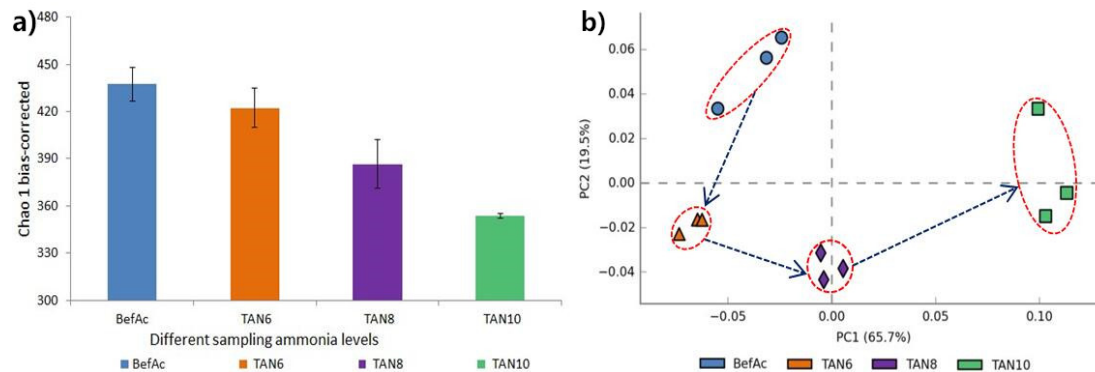 a)
Chao 1 bias-corrected
480
450
420
390
360
330
300
BefAc TAN6 TAN8 TAN10
Different sampling ammonia levels
BefAc TAN6 TAN8 TAN10
b)
PC2 (19.5%)
0.06
0.04
0.02
0.00
−0.02
−0.04
−0.05 0.00 0.05 0.10
PC1 (65.7%)
BefAc TAN6 TAN8 TAN10